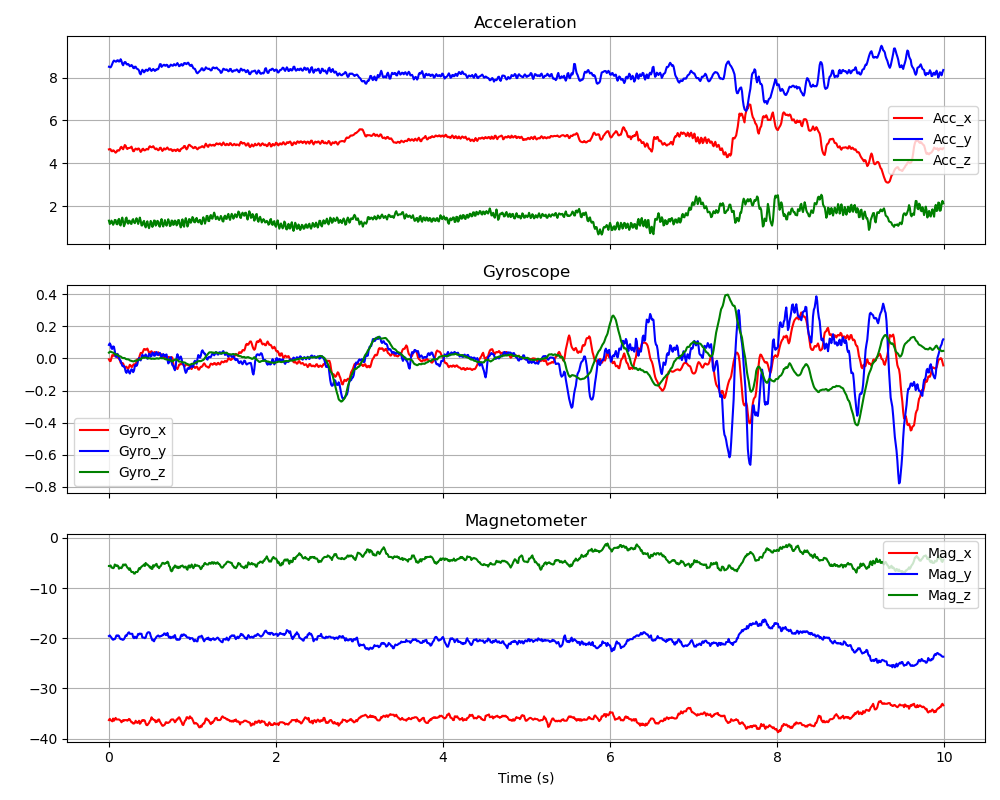 Acceleration
8
6
4
2
Acc_x
Acc_y
Acc_z
Gyroscope
0.4
0.2
0.0
−0.2
−0.4
−0.6
−0.8
Gyro_x
Gyro_y
Gyro_z
Magnetometer
0
−10
−20
−30
−40
Mag_x
Mag_y
Mag_z
0 2 4 6 8 10
Time (s)